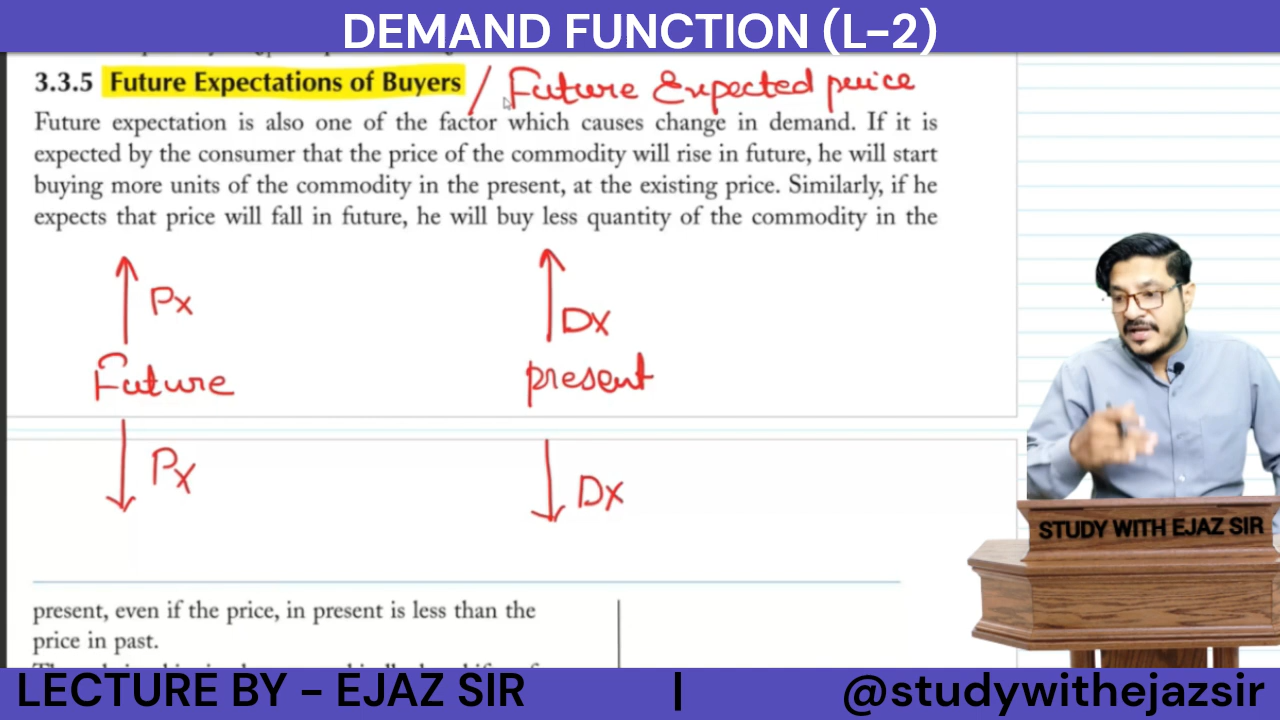 DEMAND FUNCTION (L-2)
3.3.5 Future Expectations of Buyers / Future Expected price
Future expectation is also one of the factor which causes change in demand. If it is
expected by the consumer that the price of the commodity will rise in future, he will start
buying more units of the commodity in the present, at the existing price. Similarly, if he
expects that price will fall in future, he will buy less quantity of the commodity in the
↑ Px ↑ Dx
Future present
↓ Px ↓ Dx
STUDY WITH EJAZ SIR
present, even if the price, in present is less than the
price in past.
LECTURE BY - EJAZ SIR | @studywithejazsir